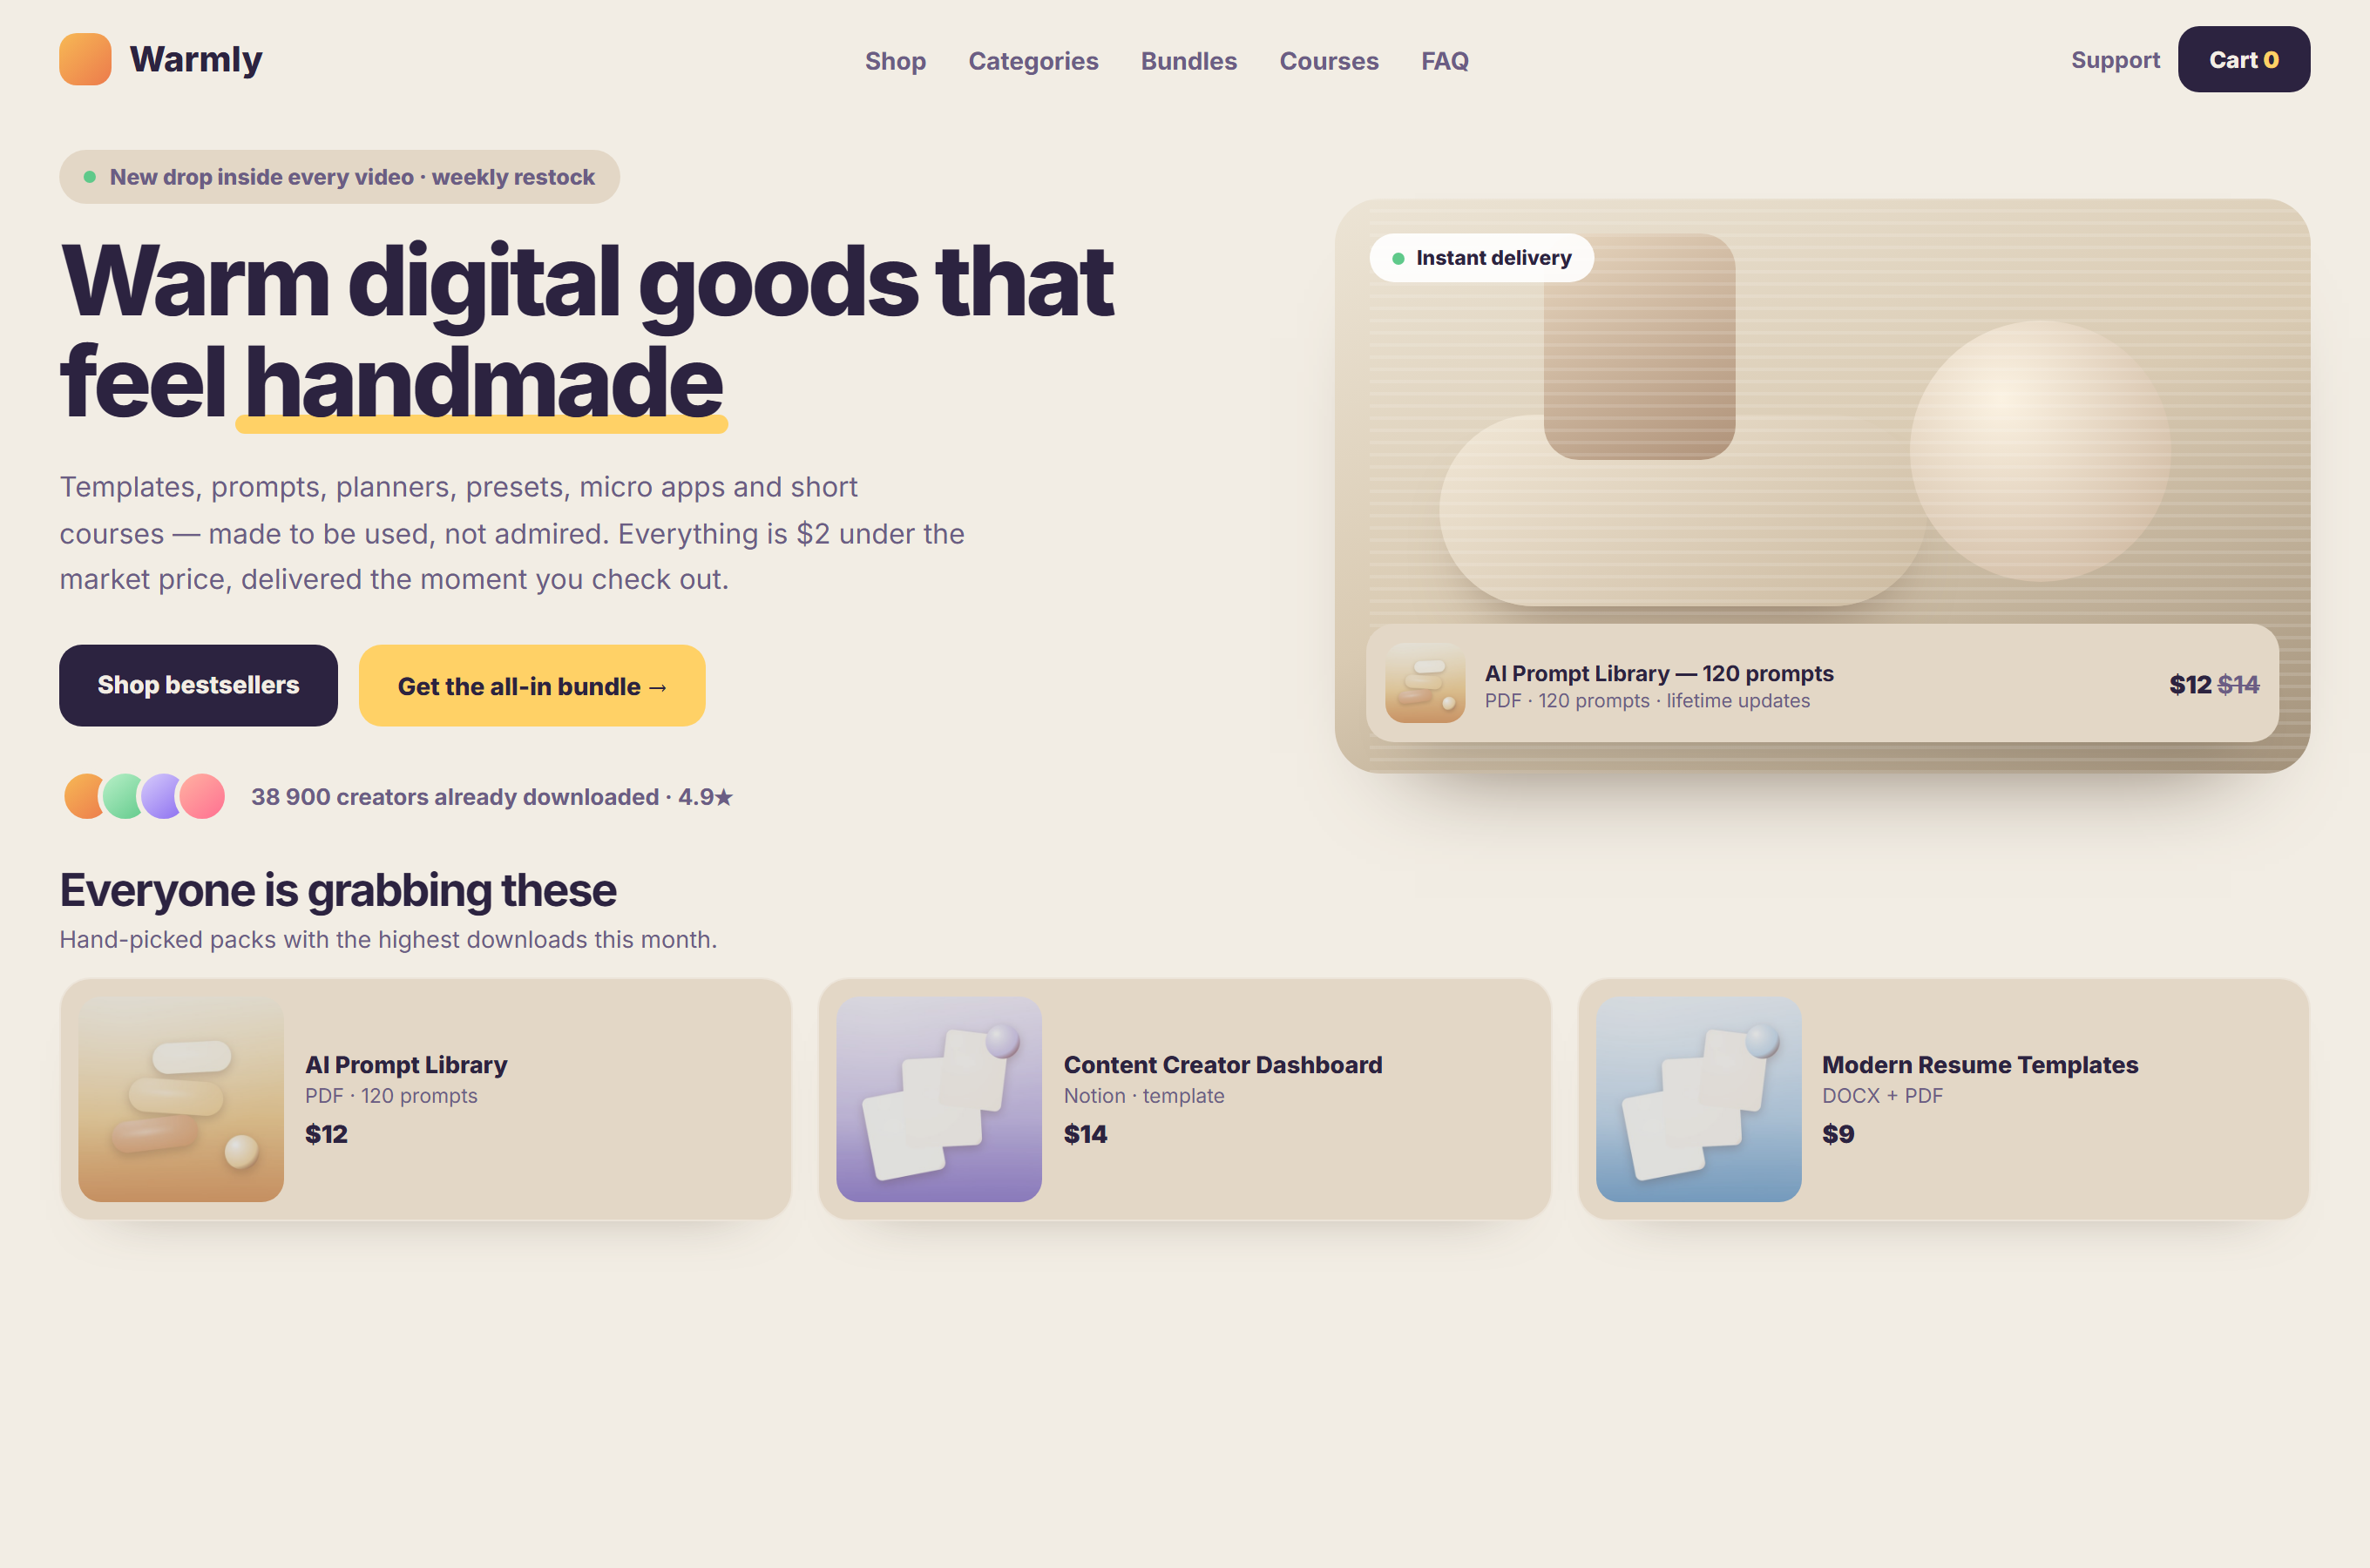 Warmly
Shop
Categories
Bundles
Courses
FAQ
Support
Cart 0
New drop inside every video · weekly restock
Warm digital goods that
feel handmade
Templates, prompts, planners, presets, micro apps and short
courses — made to be used, not admired. Everything is $2 under the
market price, delivered the moment you check out.
Shop bestsellers
Get the all-in bundle →
38 900 creators already downloaded · 4.9★
Instant delivery
AI Prompt Library — 120 prompts
PDF · 120 prompts · lifetime updates
$12 $14
Everyone is grabbing these
Hand-picked packs with the highest downloads this month.
AI Prompt Library
PDF · 120 prompts
$12
Content Creator Dashboard
Notion · template
$14
Modern Resume Templates
DOCX + PDF
$9